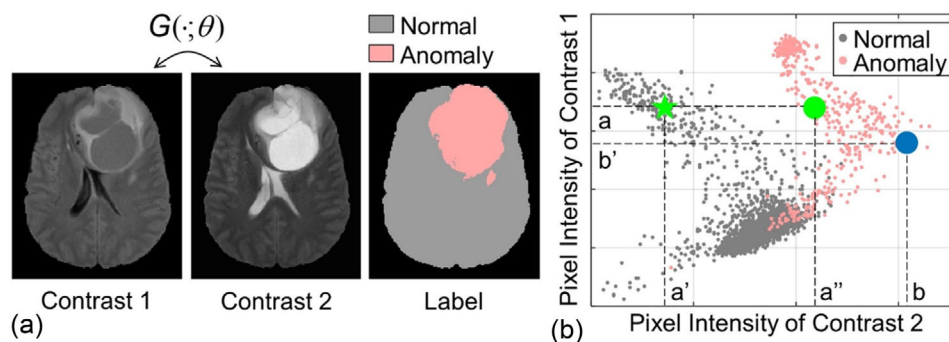 G(·;θ)
Normal
Anomaly
Contrast 1
Contrast 2
Label
(a)
Pixel Intensity of Contrast 1
Normal
Anomaly
a
b’
a’
a”
b
Pixel Intensity of Contrast 2
(b)